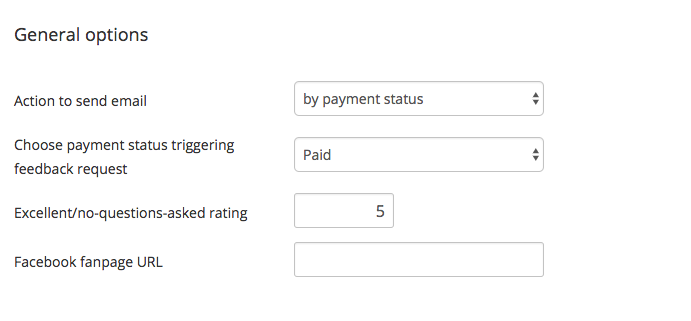 General options
Action to send email
by payment status
Choose payment status triggering
feedback request
Paid
Excellent/no-questions-asked rating
5
Facebook fanpage URL